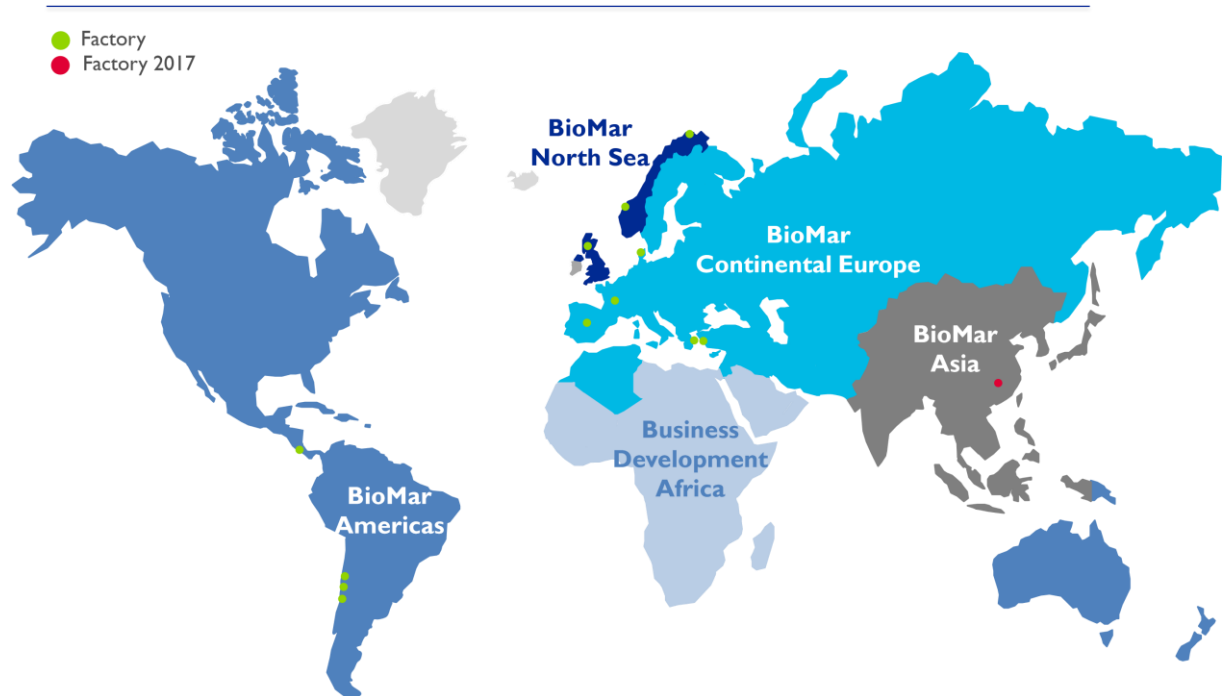 Factory
Factory 2017
BioMar
North Sea
BioMar
Continental Europe
BioMar
Asia
Business
Development
Africa
BioMar
Americas